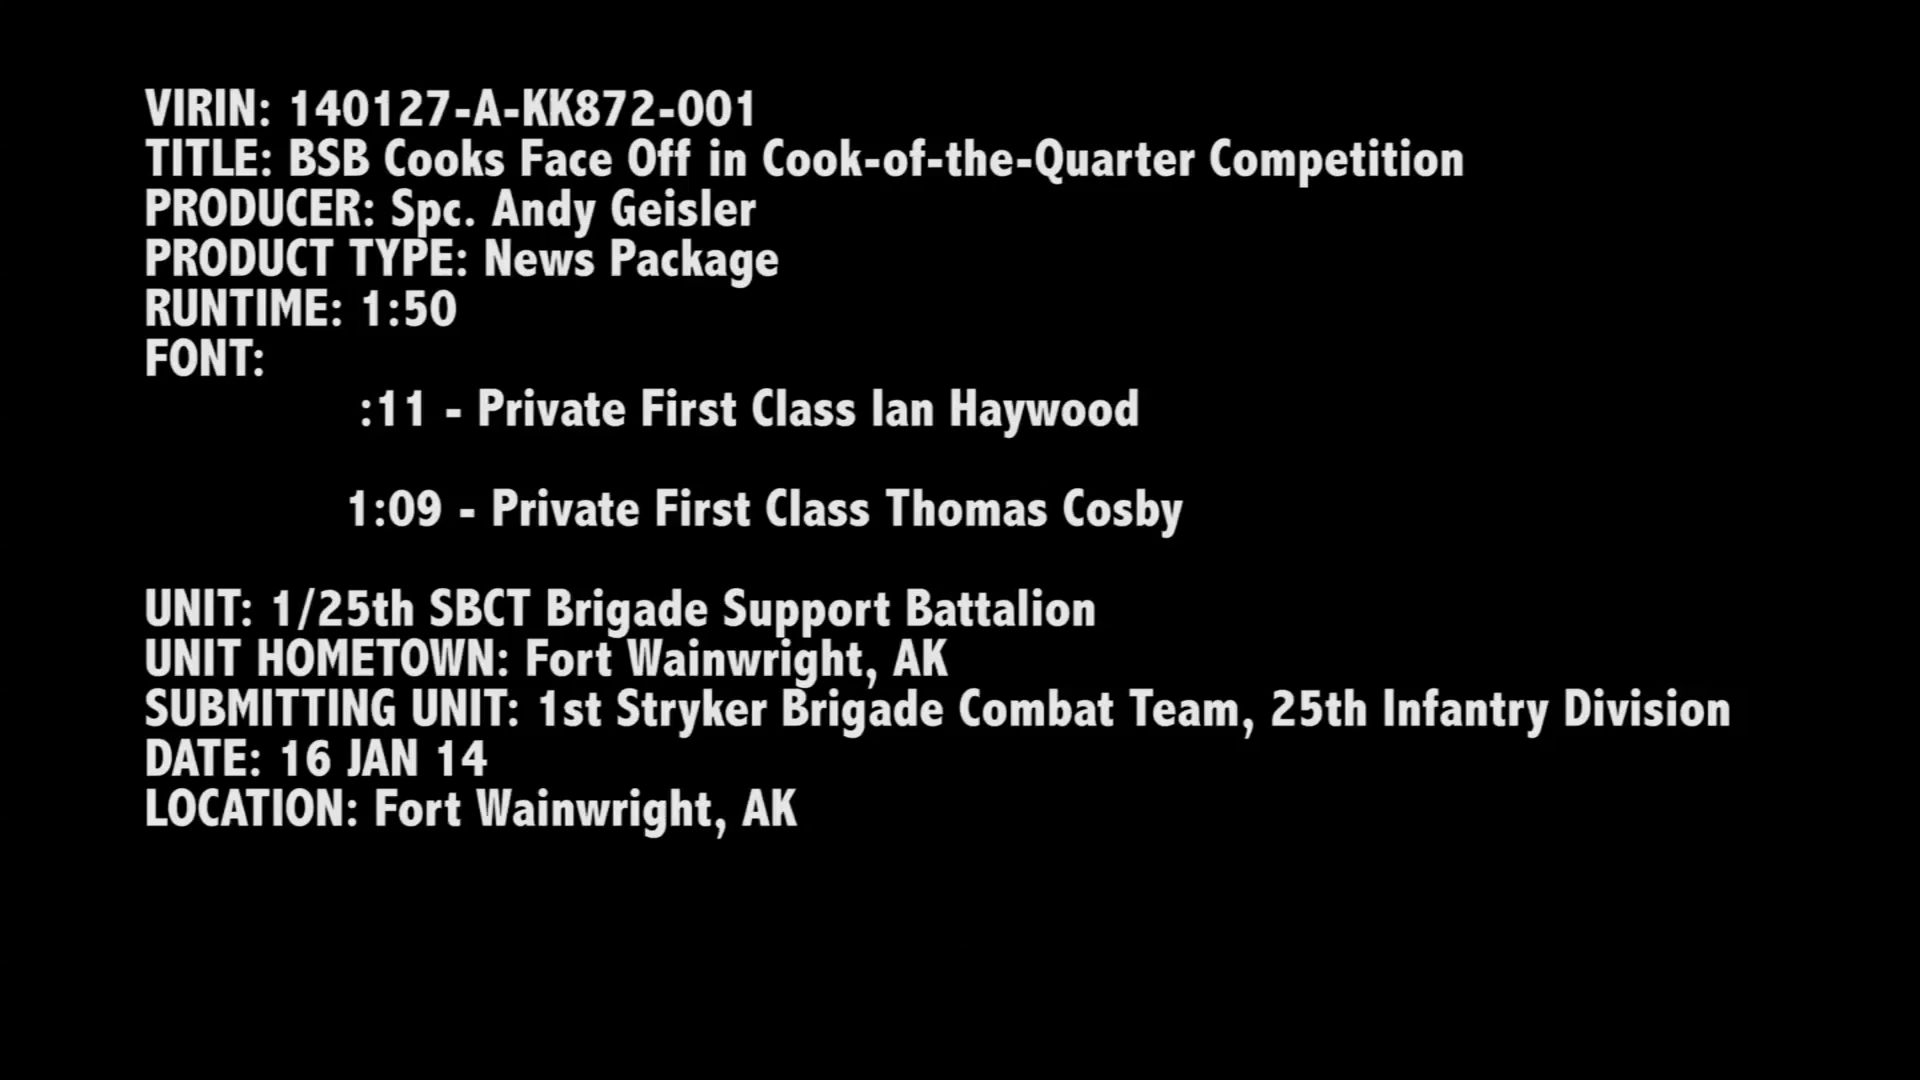 VIRIN: 140127-A-KK872-001
TITLE: BSB Cooks Face Off in Cook-of-the-Quarter Competition
PRODUCER: Spc. Andy Geisler
PRODUCT TYPE: News Package
RUNTIME: 1:50
FONT:
:11 - Private First Class Ian Haywood
1:09 - Private First Class Thomas Cosby
UNIT: 1/25th SBCT Brigade Support Battalion
UNIT HOMETOWN: Fort Wainwright, AK
SUBMITTING UNIT: 1st Stryker Brigade Combat Team, 25th Infantry Division
DATE: 16 JAN 14
LOCATION: Fort Wainwright, AK